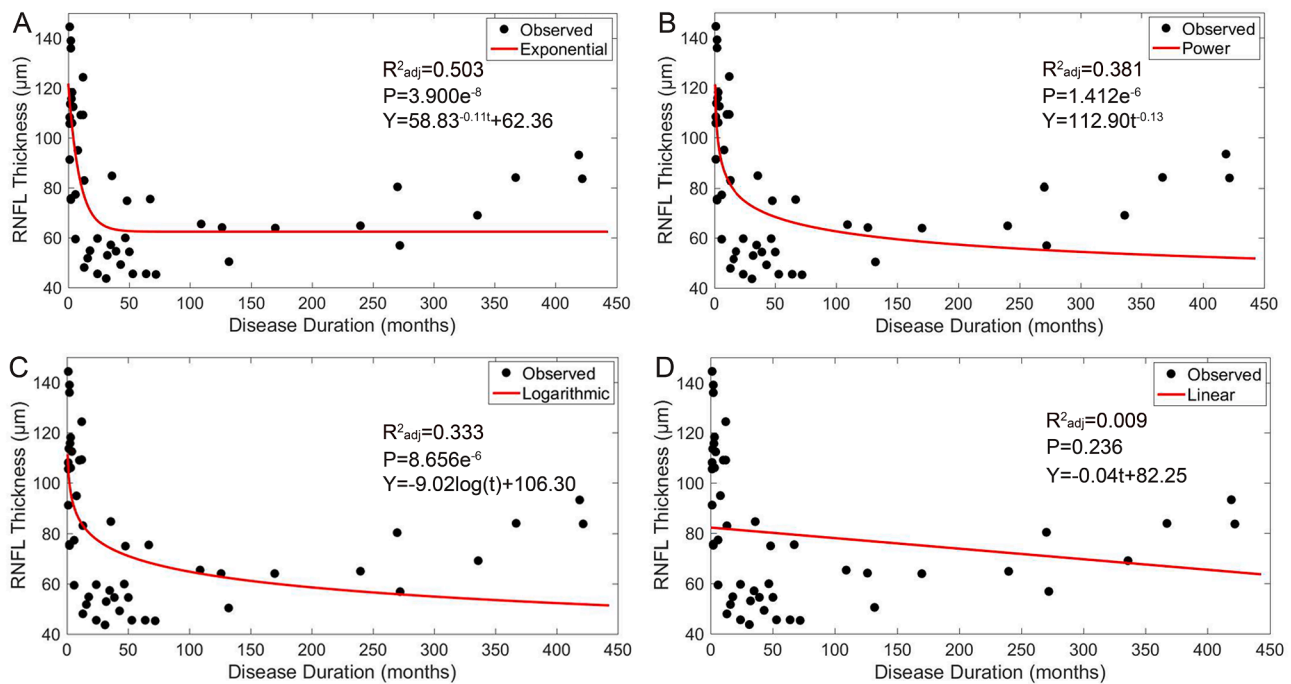 A
Observed
Exponential
R²adj=0.503
P=3.900e⁻⁸
Y=58.83⁻⁰·¹¹ᵗ+62.36
RNFL Thickness (μm)
140
120
100
80
60
40
0 50 100 150 200 250 300 350 400 450
Disease Duration (months)
B
Observed
Power
R²adj=0.381
P=1.412e⁻⁶
Y=112.90t⁻⁰·¹³
RNFL Thickness (μm)
140
120
100
80
60
40
0 50 100 150 200 250 300 350 400 450
Disease Duration (months)
C
Observed
Logarithmic
R²adj=0.333
P=8.656e⁻⁶
Y=-9.02log(t)+106.30
RNFL Thickness (μm)
140
120
100
80
60
40
0 50 100 150 200 250 300 350 400 450
Disease Duration (months)
D
Observed
Linear
R²adj=0.009
P=0.236
Y=-0.04t+82.25
RNFL Thickness (μm)
140
120
100
80
60
40
0 50 100 150 200 250 300 350 400 450
Disease Duration (months)